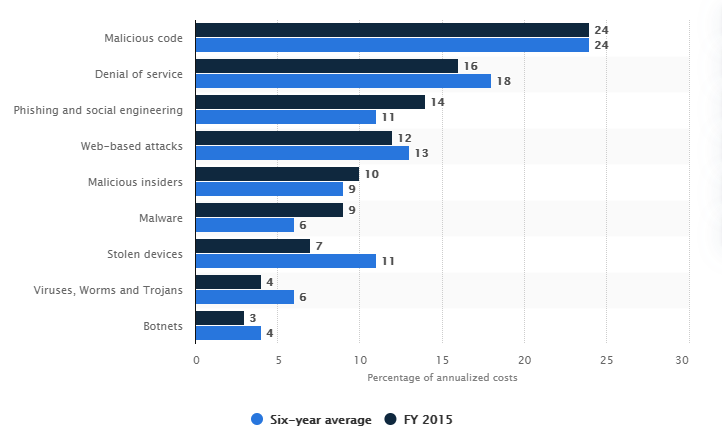 Malicious code 24
24
Denial of service 16
18
Phishing and social engineering 14
11
Web-based attacks 12
13
Malicious insiders 10
9
Malware 9
6
Stolen devices 7
11
Viruses, Worms and Trojans 4
6
Botnets 3
4
0 5 10 15 20 25 30
Percentage of annualized costs
Six-year average FY 2015